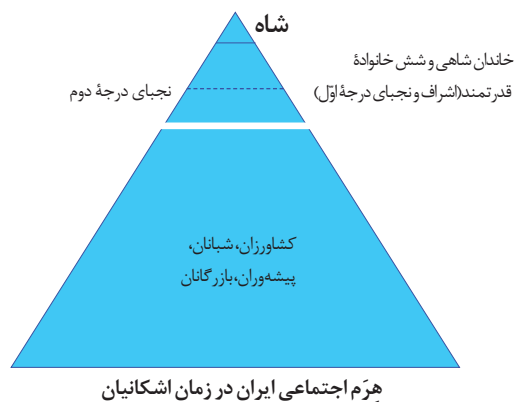 شاه
خاندان شاهی و شش خانوادهٔ
قدرتمند(اشراف و نجبای درجهٔ اوّل)
نجبای درجهٔ دوم
کشاورزان، شبانان،
پیشه‌وران، بازرگانان
هرَم اجتماعی ایران در زمان اشکانیان